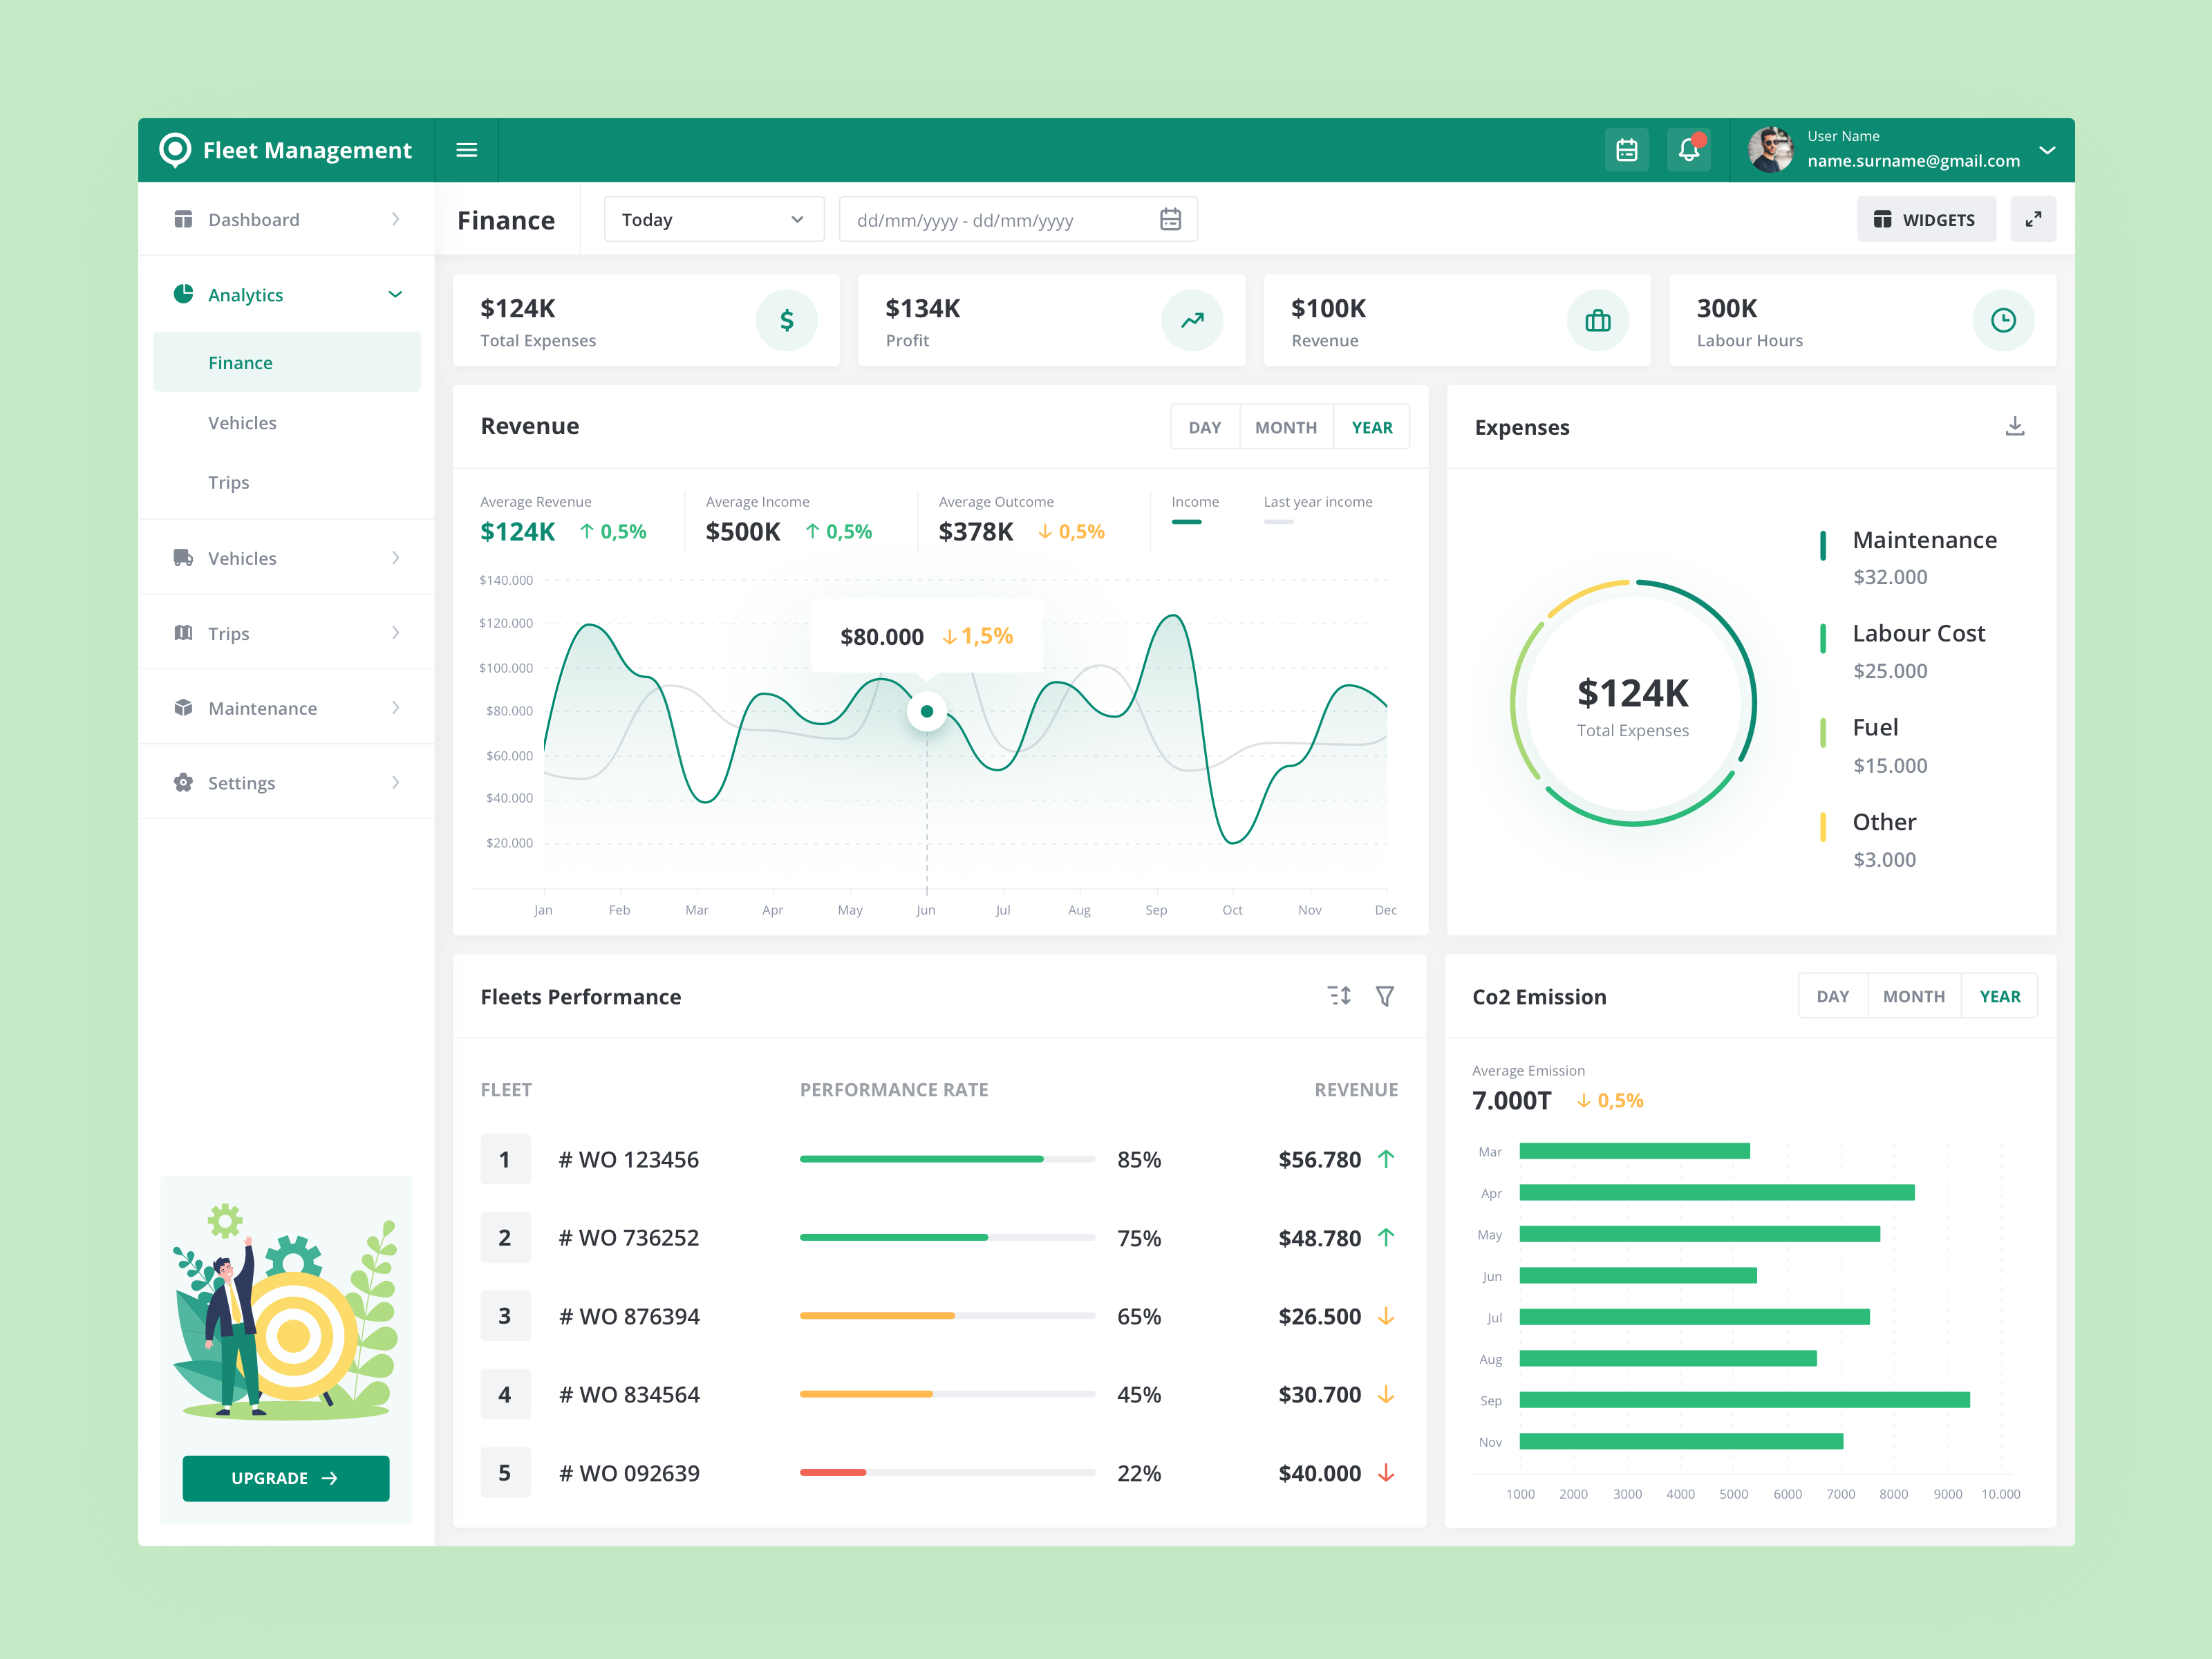 Fleet Management
User Name
name.surname@gmail.com
Dashboard
Analytics
Finance
Vehicles
Trips
Vehicles
Trips
Maintenance
Settings
UPGRADE
Finance
Today
dd/mm/yyyy - dd/mm/yyyy
WIDGETS
$124K
Total Expenses
$134K
Profit
$100K
Revenue
300K
Labour Hours
Revenue
DAY MONTH YEAR
Average Revenue
$124K ↑ 0,5%
Average Income
$500K ↑ 0,5%
Average Outcome
$378K ↓ 0,5%
Income
Last year income
$140.000
$120.000
$100.000
$80.000
$60.000
$40.000
$20.000
$80.000 ↓ 1,5%
Jan Feb Mar Apr May Jun Jul Aug Sep Oct Nov Dec
Expenses
$124K
Total Expenses
Maintenance
$32.000
Labour Cost
$25.000
Fuel
$15.000
Other
$3.000
Fleets Performance
FLEET PERFORMANCE RATE REVENUE
1 # WO 123456 85% $56.780 ↑
2 # WO 736252 75% $48.780 ↑
3 # WO 876394 65% $26.500 ↓
4 # WO 834564 45% $30.700 ↓
5 # WO 092639 22% $40.000 ↓
Co2 Emission
DAY MONTH YEAR
Average Emission
7.000T ↓ 0,5%
Mar
Apr
May
Jun
Jul
Aug
Sep
Nov
1000 2000 3000 4000 5000 6000 7000 8000 9000 10.000